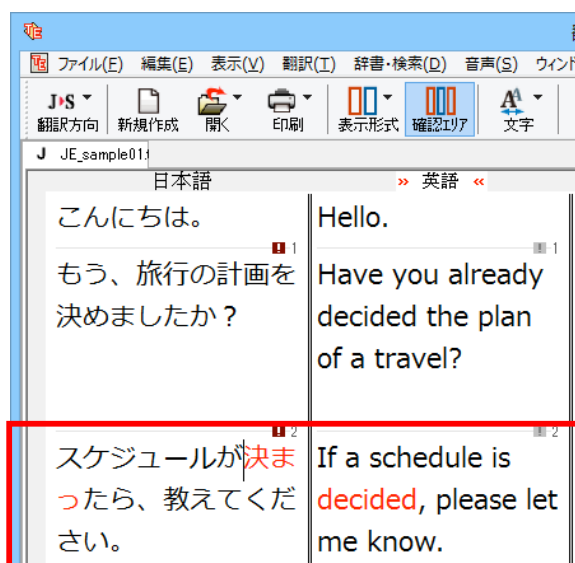 ファイル(F) 編集(E) 表示(V) 翻訳(T) 辞書・検索(D) 音声(S)
J▸S
翻訳方向 新規作成 開く 印刷 表示形式 確認エリア 文字
J JE_sample01
日本語 » 英語 «
こんにちは。
Hello.
1 1
もう、旅行の計画を
決めましたか？
Have you already
decided the plan
of a travel?
2 2
スケジュールが決ま
ったら、教えてくだ
さい。
If a schedule is
decided, please let
me know.